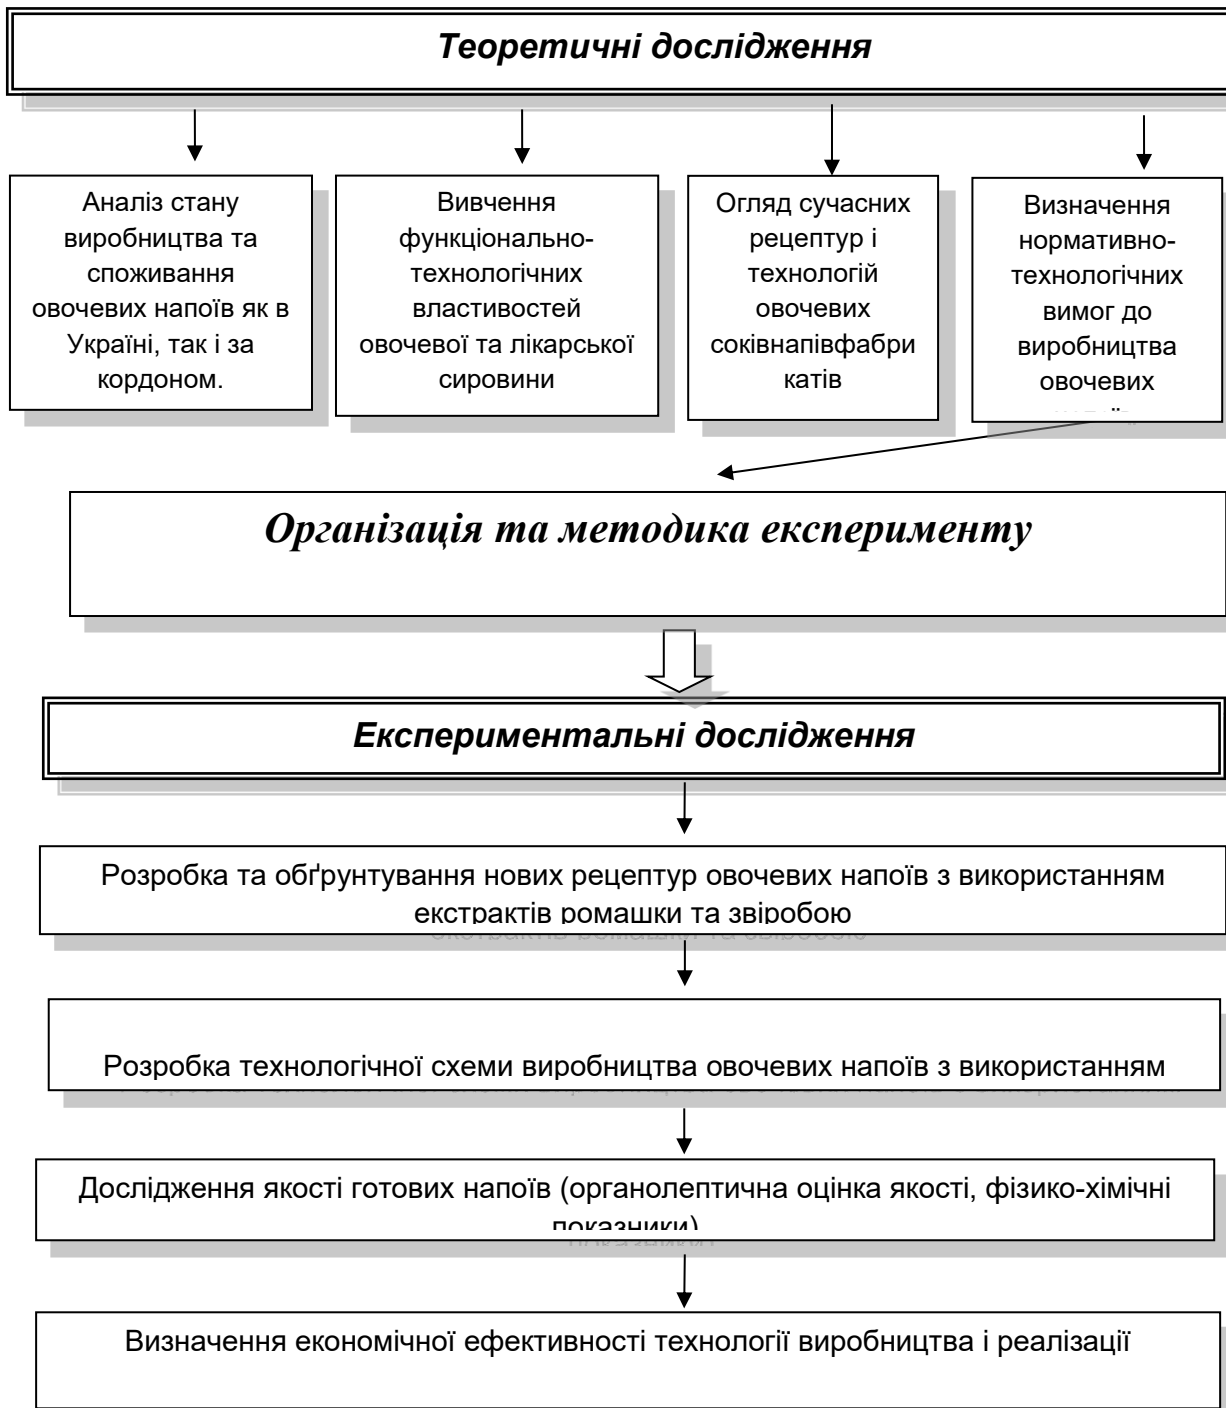 Теоретичні дослідження
Аналіз стану
виробництва та
споживання
овочевих напоїв як в
Україні, так і за
кордоном.
Вивчення
функціонально-
технологічних
властивостей
овочевої та лікарської
сировини
Огляд сучасних
рецептур і
технологій
овочевих
соківнапівфабри
катів
Визначення
нормативно-
технологічних
вимог до
виробництва
овочевих
Організація та методика експерименту
Експериментальні дослідження
Розробка та обґрунтування нових рецептур овочевих напоїв з використанням
екстрактів ромашки та звіробою
Розробка технологічної схеми виробництва овочевих напоїв з використанням
Дослідження якості готових напоїв (органолептична оцінка якості, фізико-хімічні
показники)
Визначення економічної ефективності технології виробництва і реалізації